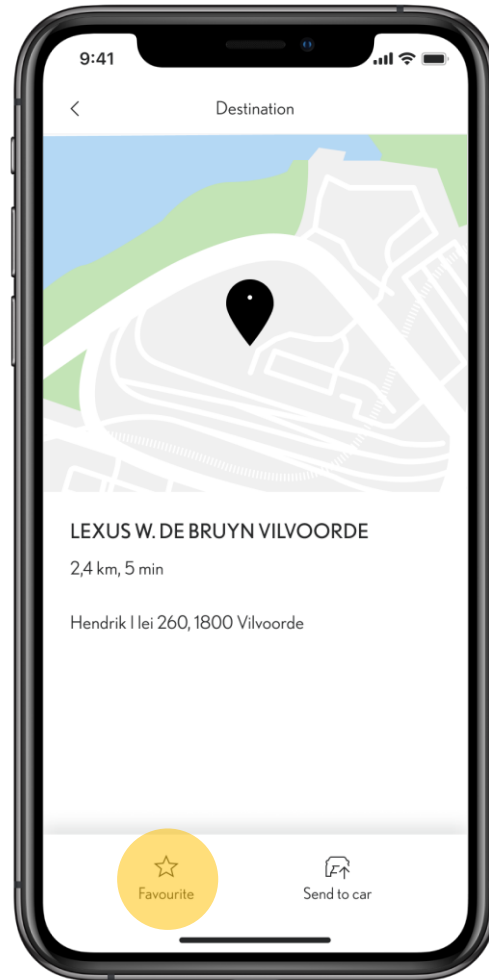 9:41
Destination
LEXUS W. DE BRUYN VILVOORDE
2,4 km, 5 min
Hendrik I lei 260, 1800 Vilvoorde
Favourite
Send to car